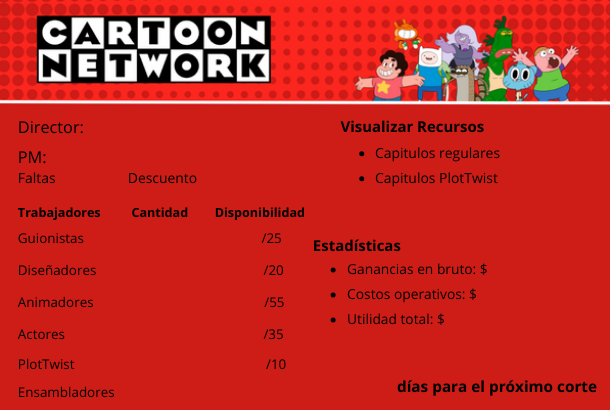 CARTOON
NETWORK
Director:
PM:
Faltas Descuento
Trabajadores Cantidad Disponibilidad
Guionistas /25
Diseñadores /20
Animadores /55
Actores /35
PlotTwist /10
Ensambladores
Visualizar Recursos
• Capitulos regulares
• Capitulos PlotTwist
Estadísticas
• Ganancias en bruto: $
• Costos operativos: $
• Utilidad total: $
días para el próximo corte